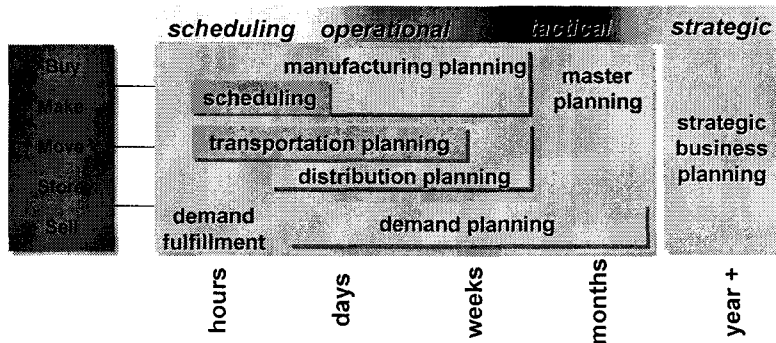 scheduling operational tactical strategic
Buy
Make
Move
Store
Sell
manufacturing planning
scheduling
master
planning
transportation planning
distribution planning
strategic
business
planning
demand
fulfillment
demand planning
hours
days
weeks
months
year +